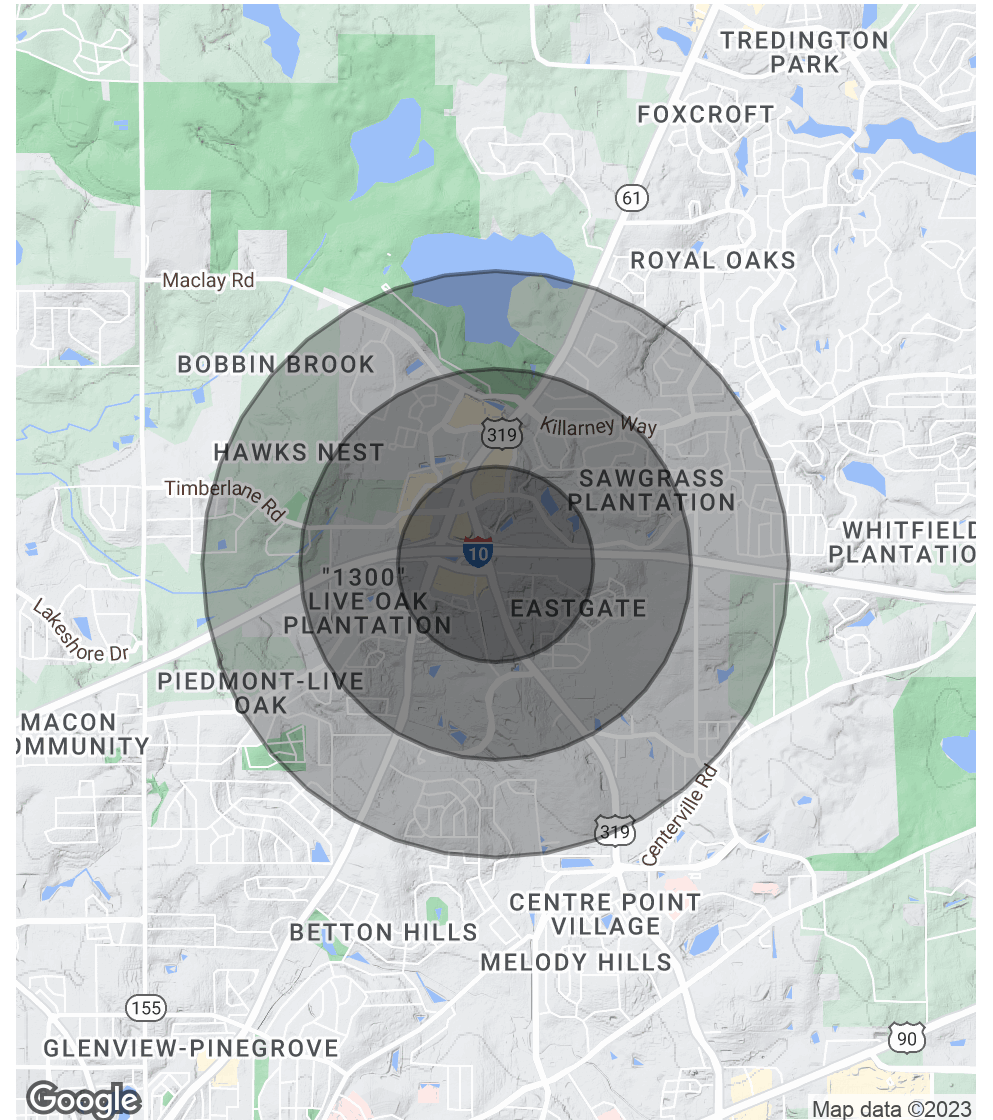 TREDINGTON
PARK
FOXCROFT
61
ROYAL OAKS
Maclay Rd
BOBBIN BROOK
Killarney Way
319
HAWKS NEST
SAWGRASS
PLANTATION
Timberlane Rd
WHITFIELD
PLANTATIO
10
"1300"
LIVE OAK
PLANTATION
EASTGATE
Lakeshore Dr
PIEDMONT-LIVE
OAK
MACON
OMMUNITY
319
Centerville Rd
CENTRE POINT
VILLAGE
BETTON HILLS
MELODY HILLS
155
90
GLENVIEW-PINEGROVE
Google
Map data ©2023